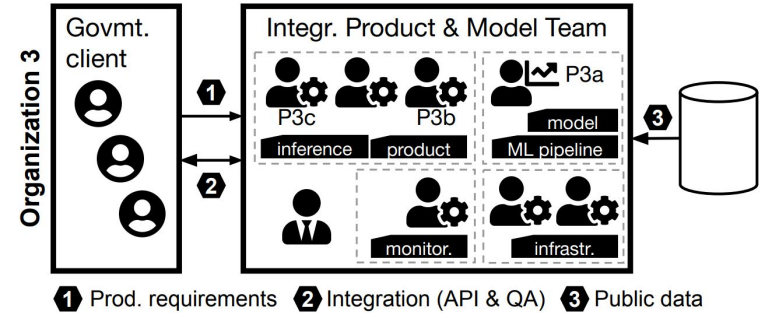 Organization 3
Govmt.
client
Integr. Product & Model Team
P3c
P3b
P3a
inference
product
model
ML pipeline
monitor.
infrastr.
1
2
3
1 Prod. requirements 2 Integration (API & QA) 3 Public data